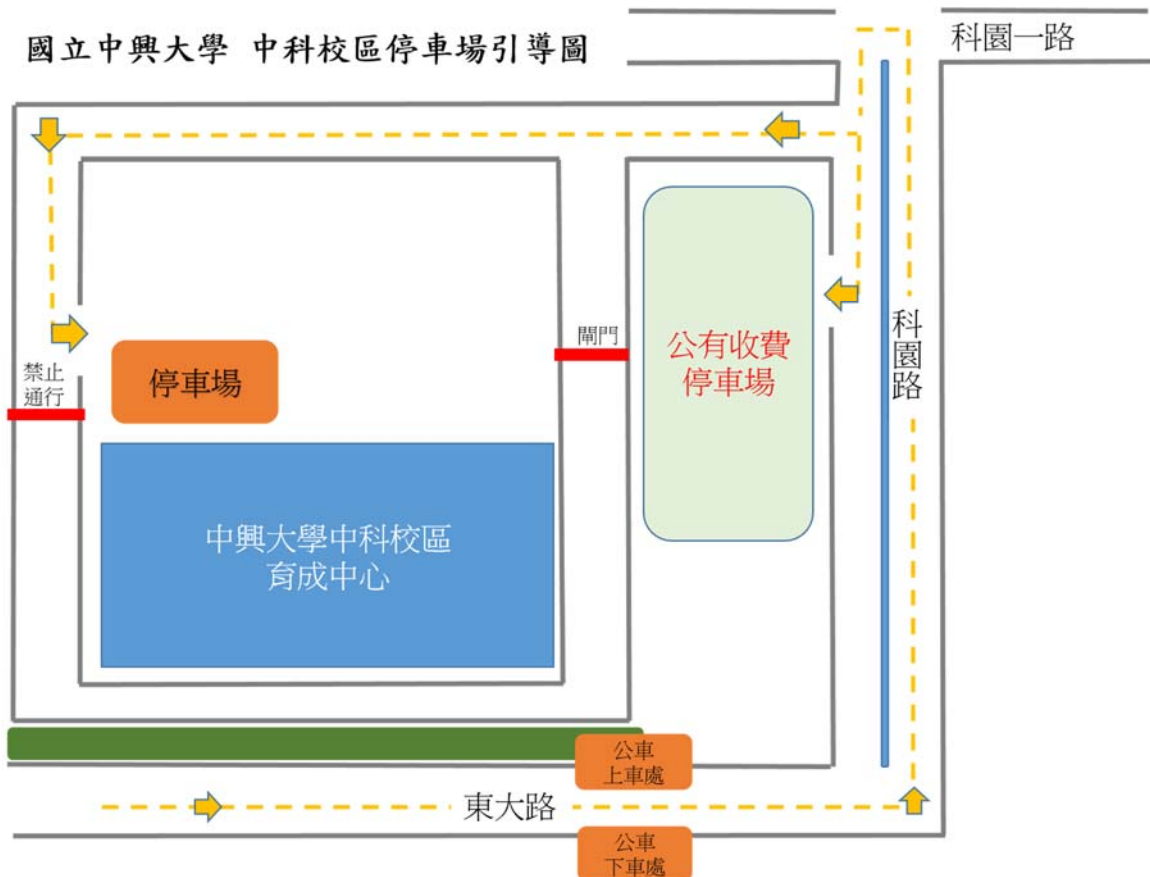 國立中興大學 中科校區停車場引導圖
科園一路
閘門
公有收費
停車場
科
園
路
禁止
通行
停車場
中興大學中科校區
育成中心
公車
上車處
東大路
公車
下車處